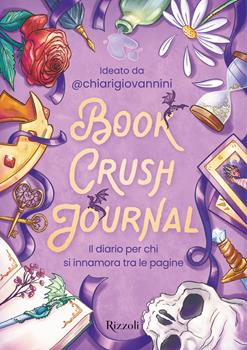 Ideato da
@chiarigiovannini
BOOK
CRUSH
JOURNAL
Il diario per chi
si innamora tra le pagine
Rizzoli